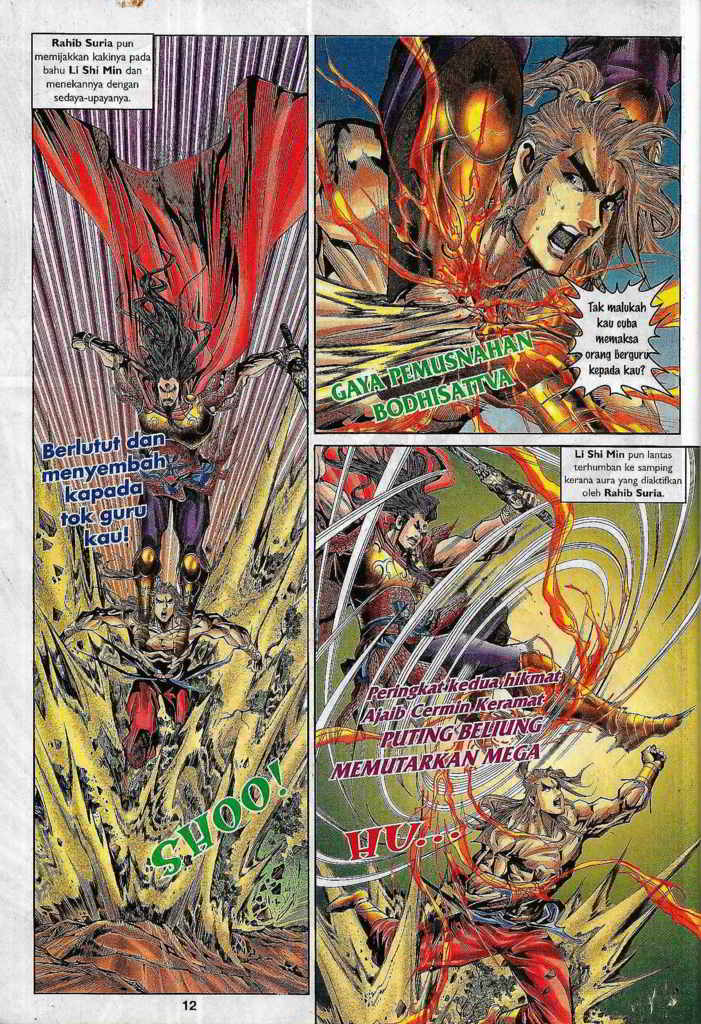 Rahib Suria pun
memijakkan kakinya pada
bahu Li Shi Min dan
menekannya dengan
sedaya-upayanya.
Berlutut dan
menyembah
kapada
tok guru
kau!
SHOO!
GAYA PEMUSNAHAN
BODHISATTVA
Tak malukah
kau cuba
memaksa
orang berguru
kepada kau?
Li Shi Min pun lantas
terhumban ke samping
kerana aura yang diaktifkan
oleh Rahib Suria.
Peringkat kedua hikmat
Ajaib Cermin Keramat
PUTING BELIUNG
MEMUTARKAN MEGA
HU...
12